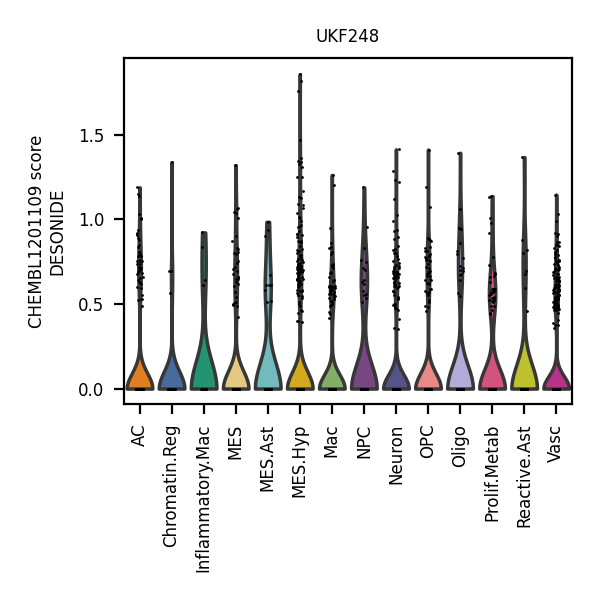 UKF248
CHEMBL1201109 score
DESONIDE
1.5
1.0
0.5
0.0
AC
Chromatin.Reg
Inflammatory.Mac
MES
MES.Ast
MES.Hyp
Mac
NPC
Neuron
OPC
Oligo
Prolif.Metab
Reactive.Ast
Vasc